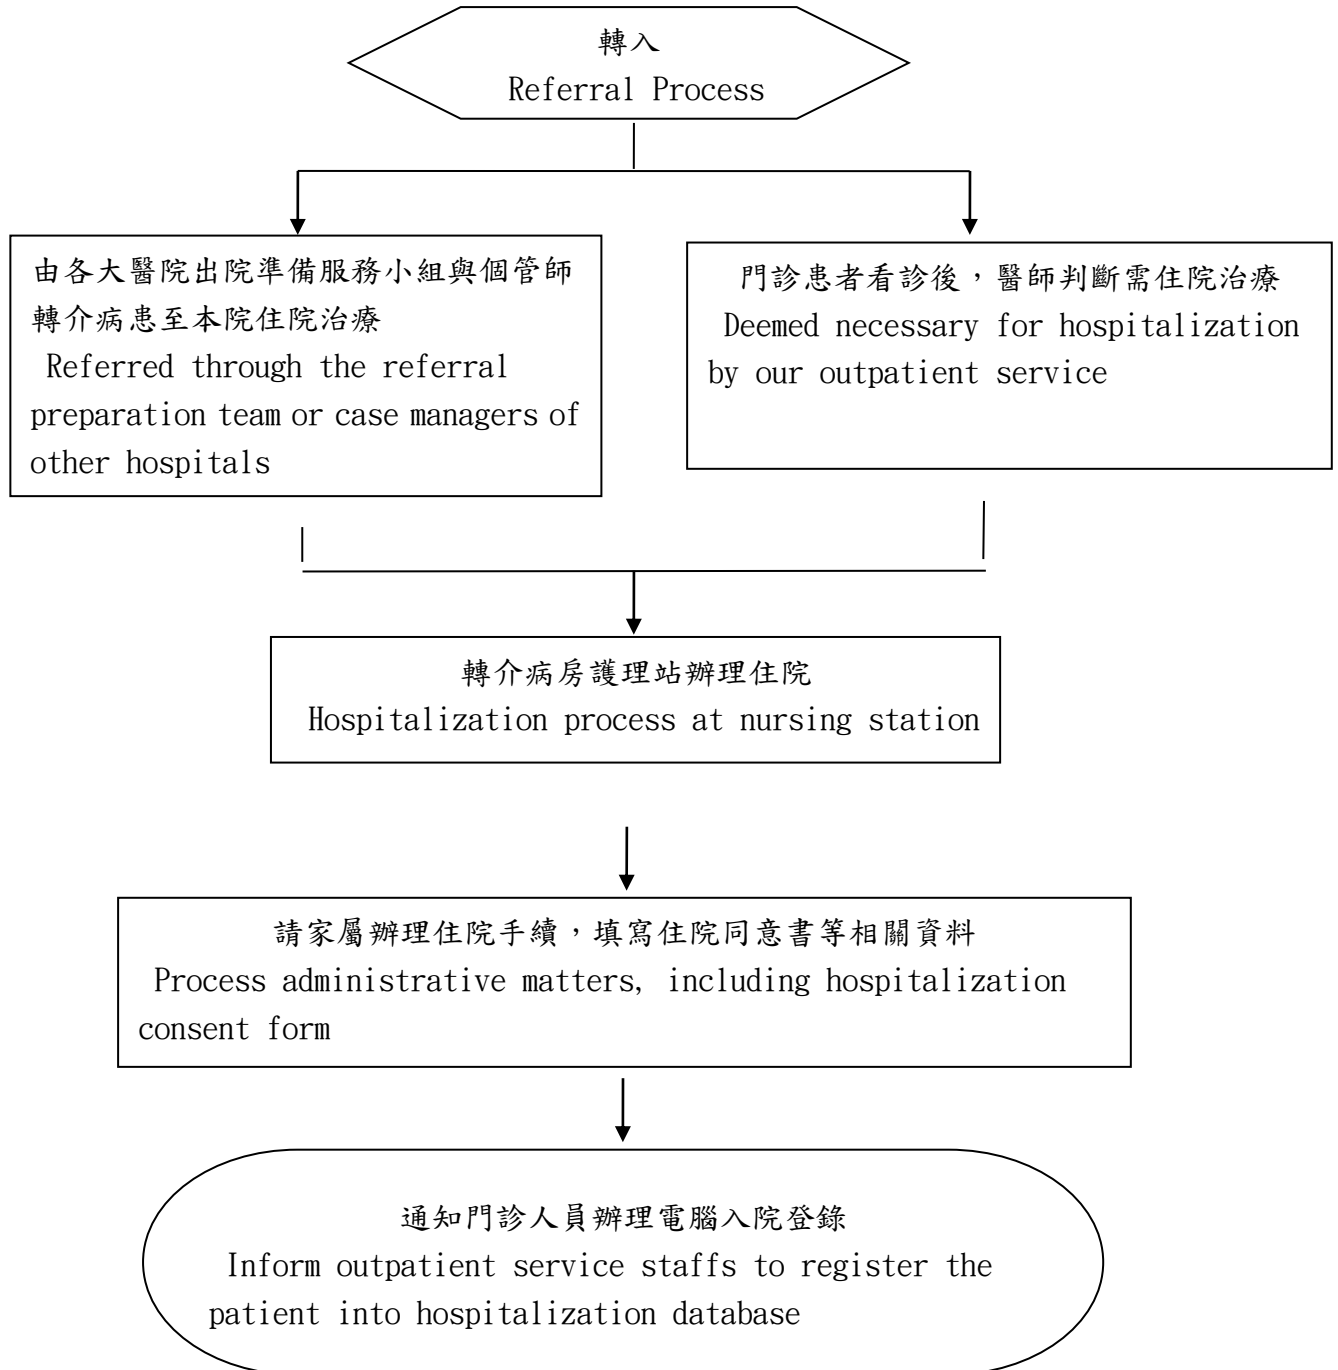 轉入
Referral Process
由各大醫院出院準備服務小組與個管師
轉介病患至本院住院治療
Referred through the referral
preparation team or case managers of
other hospitals
門診患者看診後，醫師判斷需住院治療
Deemed necessary for hospitalization
by our outpatient service
轉介病房護理站辦理住院
Hospitalization process at nursing station
請家屬辦理住院手續，填寫住院同意書等相關資料
Process administrative matters, including hospitalization
consent form
通知門診人員辦理電腦入院登錄
Inform outpatient service staffs to register the
patient into hospitalization database